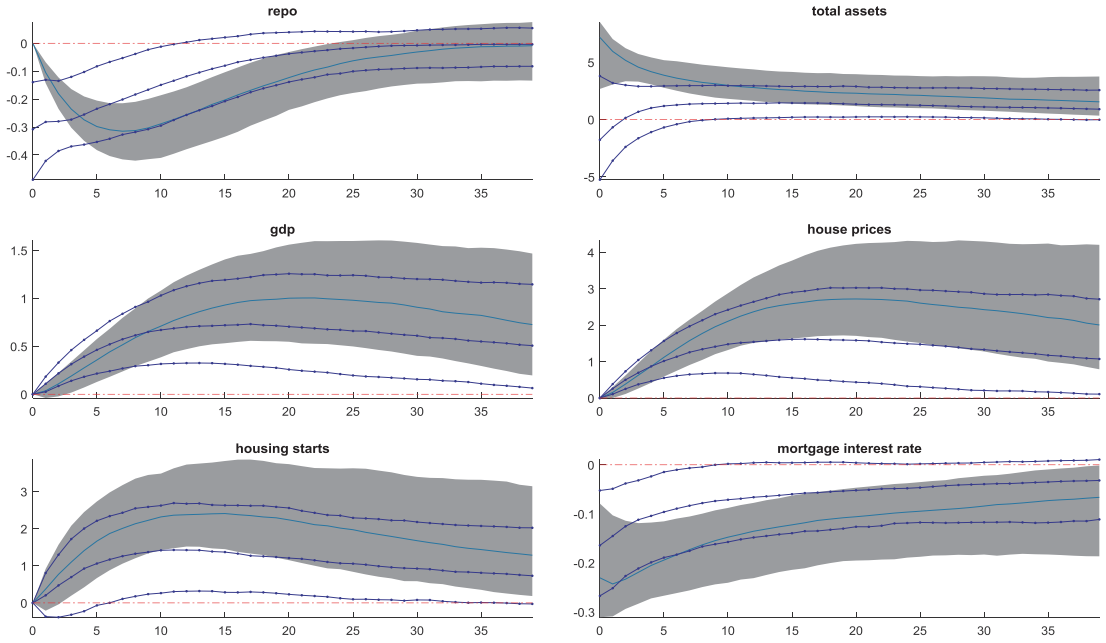 repo
0
-0.1
-0.2
-0.3
-0.4
0 5 10 15 20 25 30 35
total assets
5
0
-5
0 5 10 15 20 25 30 35
gdp
1.5
1
0.5
0
0 5 10 15 20 25 30 35
house prices
4
3
2
1
0
0 5 10 15 20 25 30 35
housing starts
3
2
1
0
0 5 10 15 20 25 30 35
mortgage interest rate
0
-0.1
-0.2
-0.3
0 5 10 15 20 25 30 35